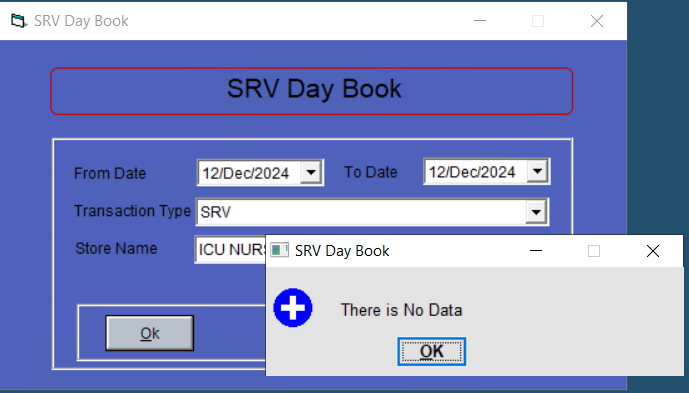 SRV Day Book
SRV Day Book
From Date 12/Dec/2024 To Date 12/Dec/2024
Transaction Type SRV
Store Name ICU
SRV Day Book
There is No Data
Ok
OK